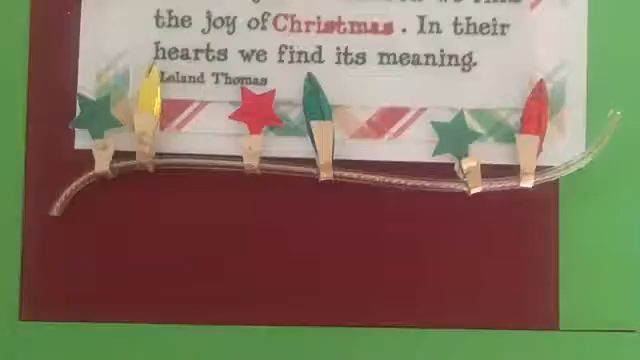 the joy of Christmas. In their
hearts we find its meaning.
Leland Thomas